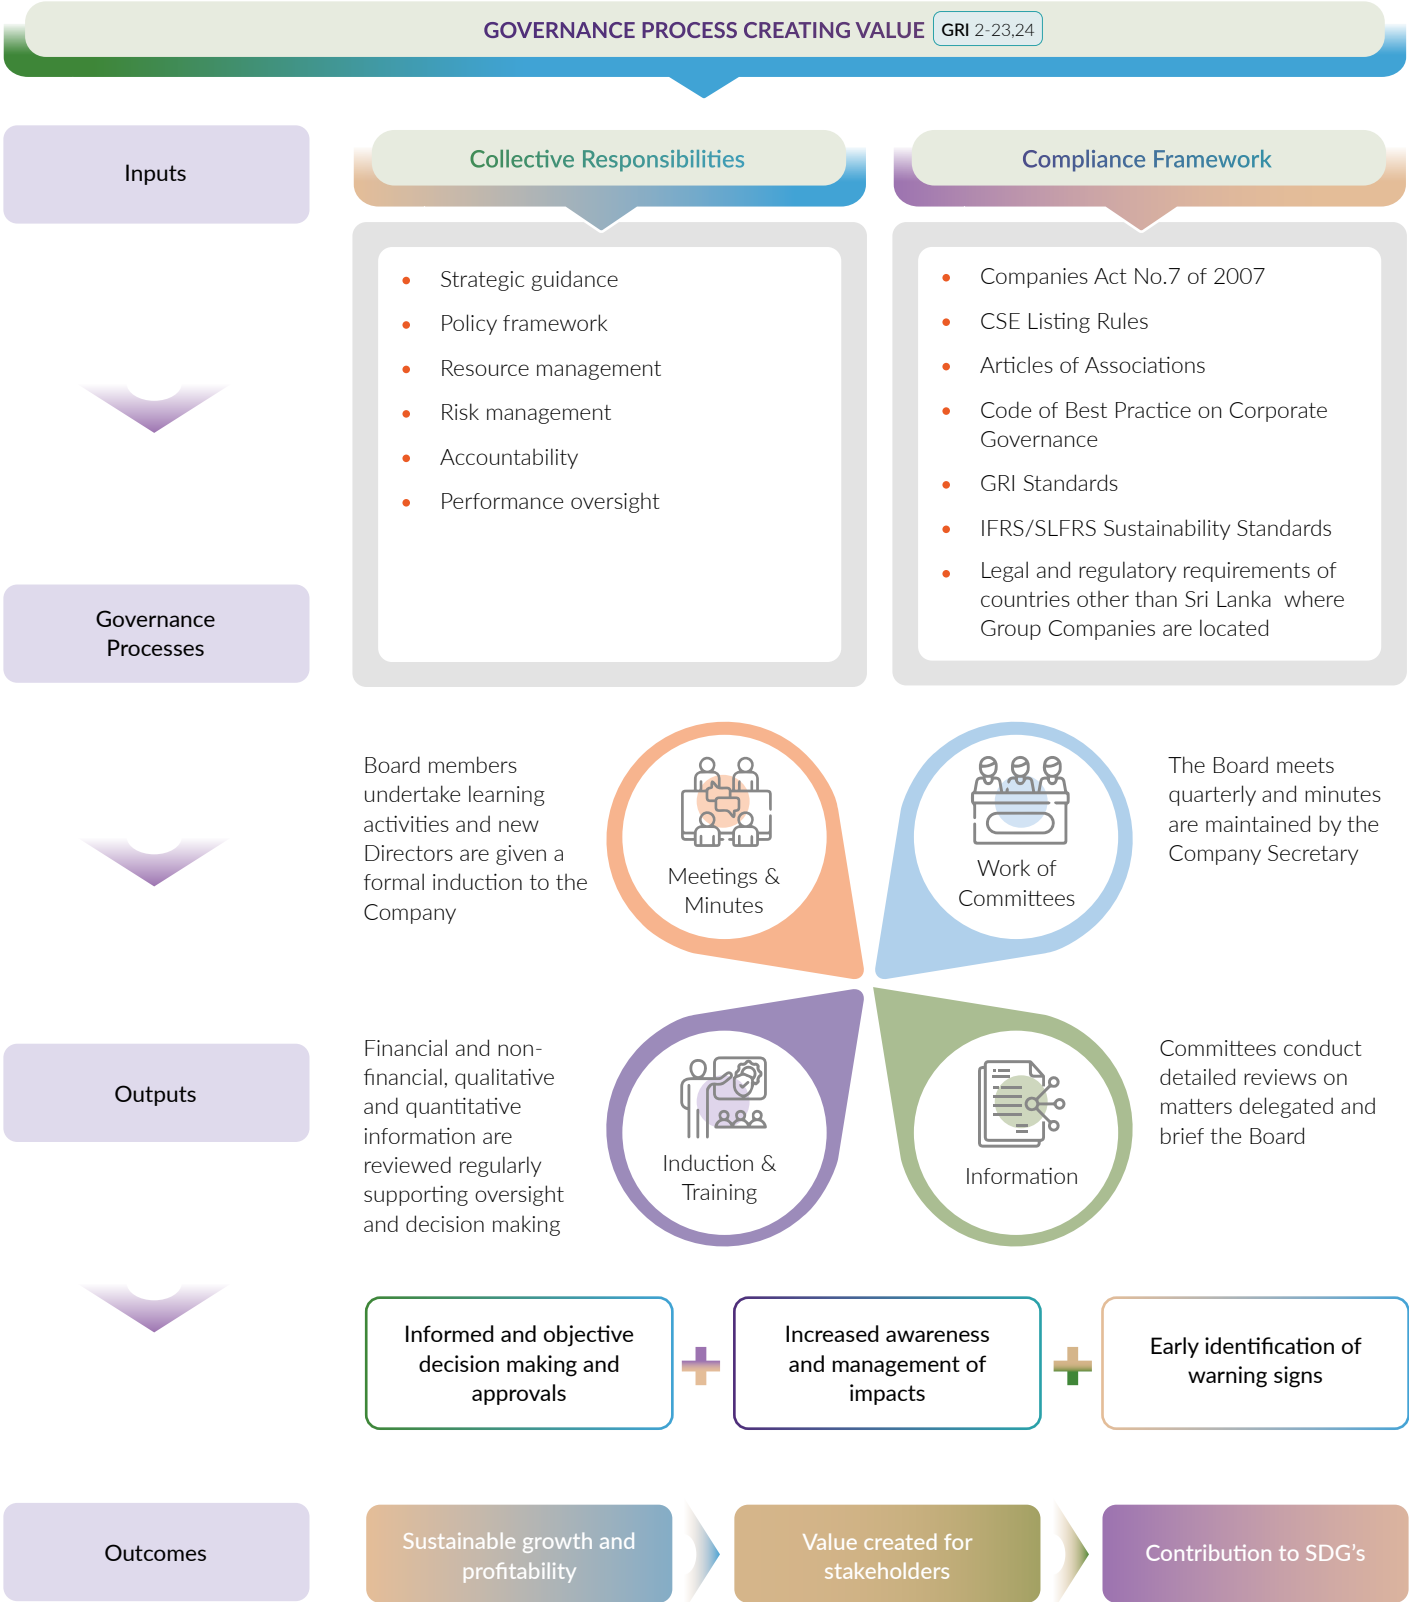 GOVERNANCE PROCESS CREATING VALUE GRI 2-23,24
Inputs
Collective Responsibilities
Strategic guidance
Policy framework
Resource management
Risk management
Accountability
Performance oversight
Compliance Framework
Companies Act No.7 of 2007
CSE Listing Rules
Articles of Associations
Code of Best Practice on Corporate
Governance
GRI Standards
IFRS/SLFRS Sustainability Standards
Legal and regulatory requirements of
countries other than Sri Lanka where
Group Companies are located
Governance
Processes
Board members
undertake learning
activities and new
Directors are given a
formal induction to the
Company
Meetings &
Minutes
Work of
Committees
The Board meets
quarterly and minutes
are maintained by the
Company Secretary
Outputs
Financial and non-
financial, qualitative
and quantitative
information are
reviewed regularly
supporting oversight
and decision making
Induction &
Training
Information
Committees conduct
detailed reviews on
matters delegated and
brief the Board
Informed and objective
decision making and
approvals
Increased awareness
and management of
impacts
Early identification of
warning signs
Outcomes
Sustainable growth and
profitability
Value created for
stakeholders
Contribution to SDG's